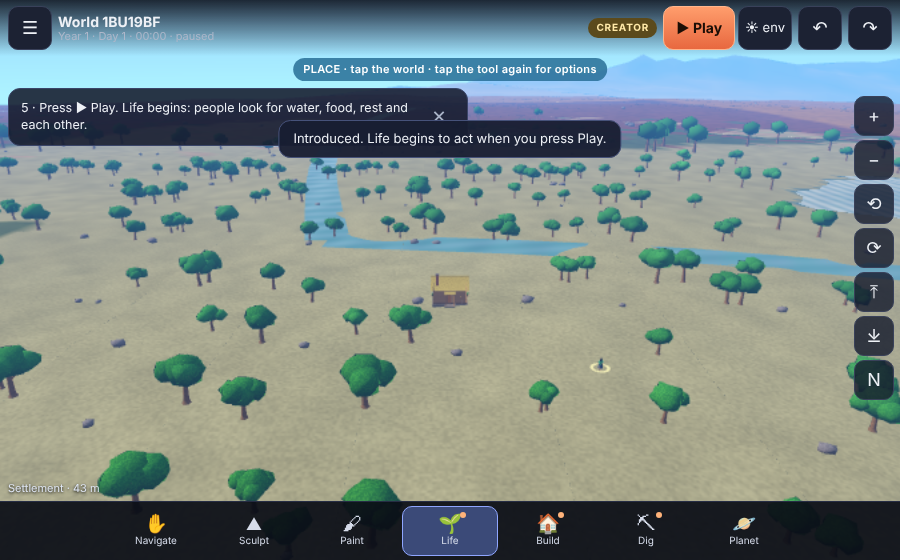 World 1BU19BF
Year 1 · Day 1 · 00:00 · paused
CREATOR
▶ Play
☀ env
PLACE · tap the world · tap the tool again for options
5 · Press ▶ Play. Life begins: people look for water, food, rest and
each other.
Introduced. Life begins to act when you press Play.
N
Settlement · 43 m
Navigate
Sculpt
Paint
Life
Build
Dig
Planet